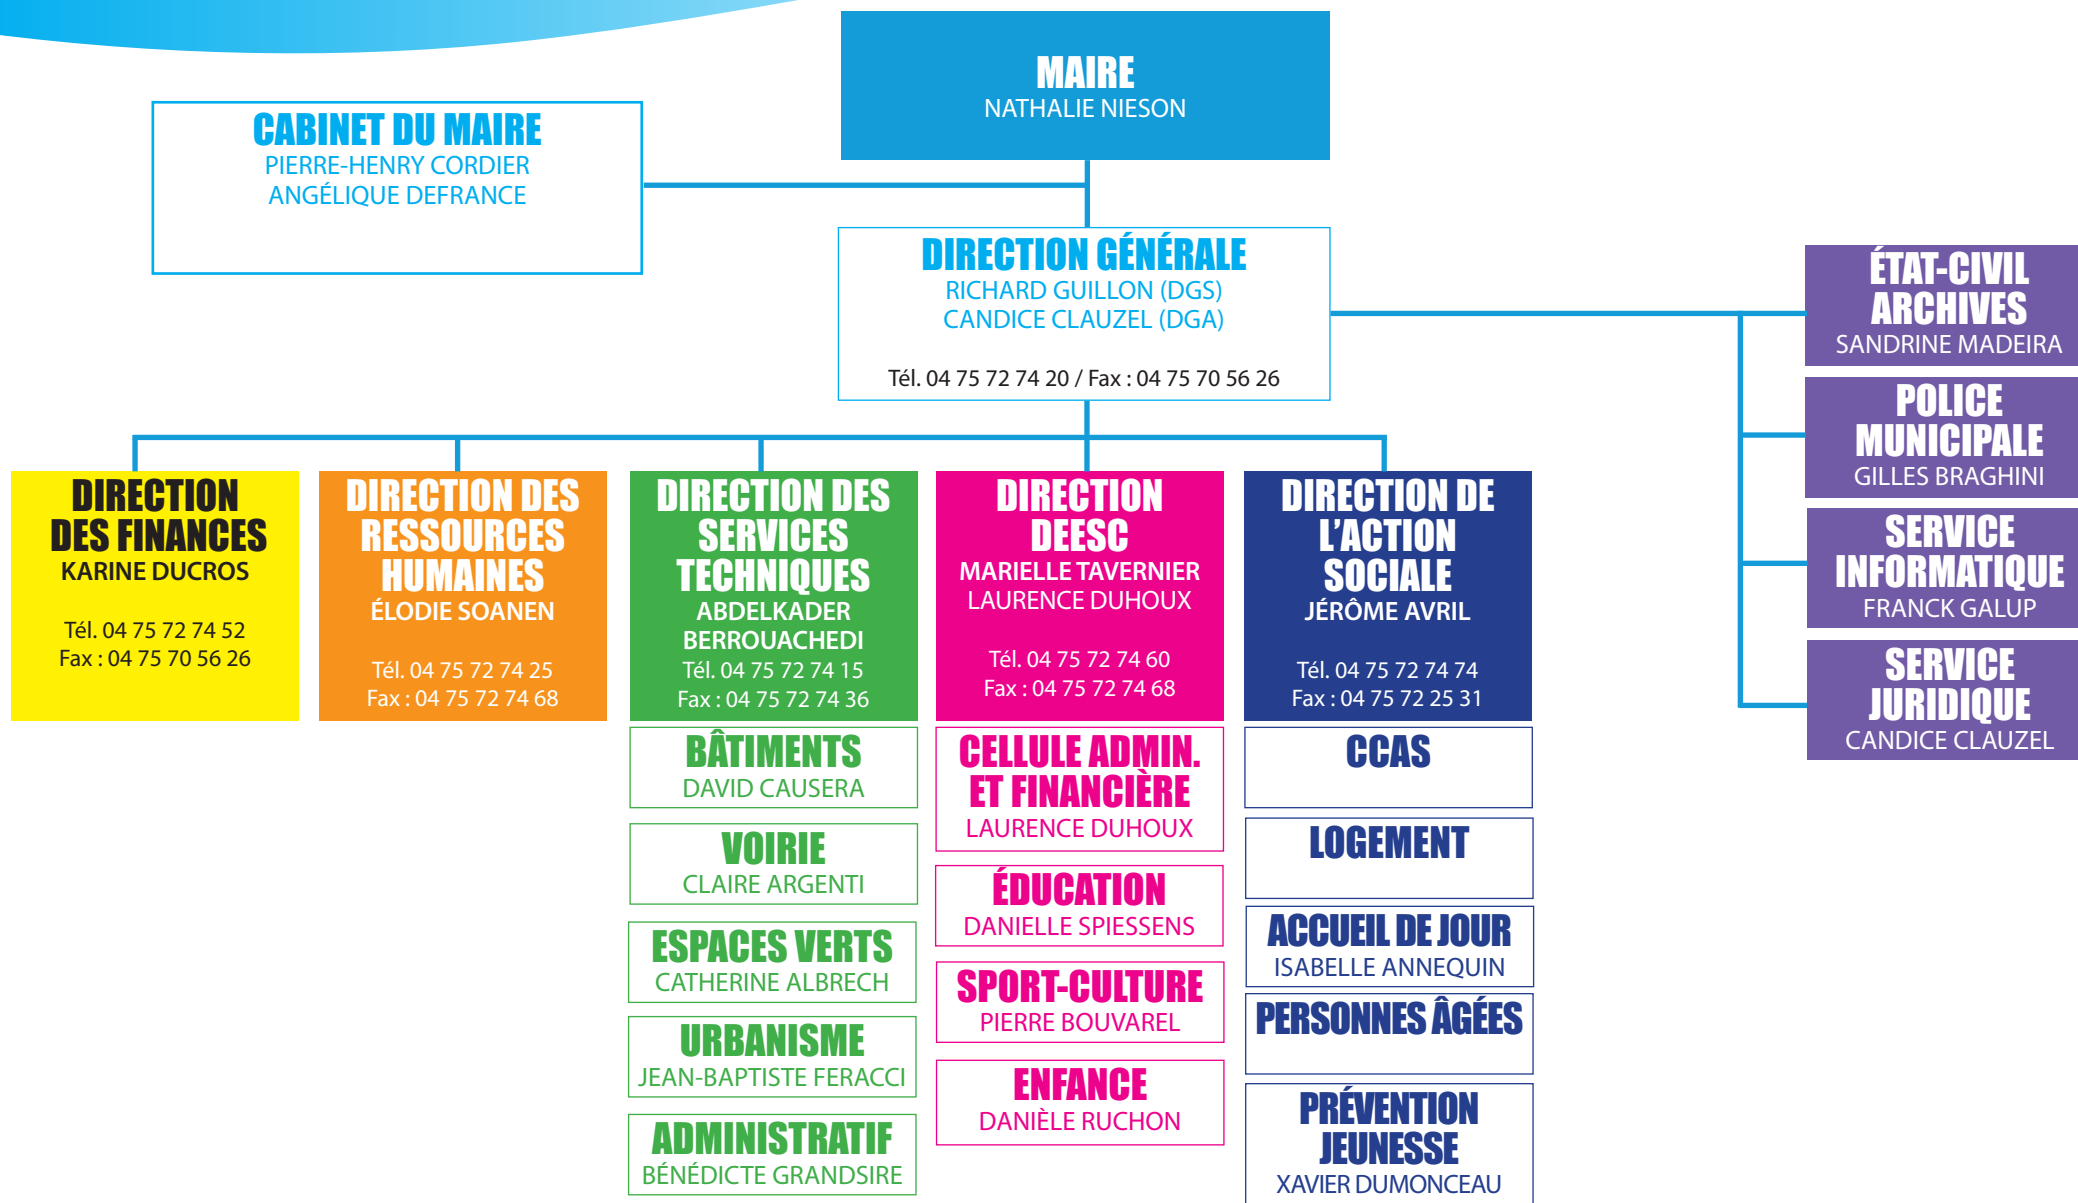 MAIRE
NATHALIE NIESON
CABINET DU MAIRE
PIERRE-HENRY CORDIER
ANGÉLIQUE DEFRANCE
DIRECTION GÉNÉRALE
RICHARD GUILLON (DGS)
CANDICE CLAUZEL (DGA)
Tél. 04 75 72 74 20 / Fax : 04 75 70 56 26
ÉTAT-CIVIL
ARCHIVES
SANDRINE MADEIRA
POLICE
MUNICIPALE
GILLES BRAGHINI
SERVICE
INFORMATIQUE
FRANCK GALUP
SERVICE
JURIDIQUE
CANDICE CLAUZEL
DIRECTION
DES FINANCES
KARINE DUCROS
Tél. 04 75 72 74 52
Fax : 04 75 70 56 26
DIRECTION DES
RESSOURCES
HUMAINES
ÉLODIE SOANEN
Tél. 04 75 72 74 25
Fax : 04 75 72 74 68
DIRECTION DES
SERVICES
TECHNIQUES
ABDELKADER
BERROUACHEDI
Tél. 04 75 72 74 15
Fax : 04 75 72 74 36
BÂTIMENTS
DAVID CAUSERA
VOIRIE
CLAIRE ARGENTI
ESPACES VERTS
CATHERINE ALBRECH
URBANISME
JEAN-BAPTISTE FERACCI
ADMINISTRATIF
BÉNÉDICTE GRANDSIRE
DIRECTION
DEESC
MARIELLE TAVERNIER
LAURENCE DUHOUX
Tél. 04 75 72 74 60
Fax : 04 75 72 74 68
CELLULE ADMIN.
ET FINANCIÈRE
LAURENCE DUHOUX
ÉDUCATION
DANIELLE SPIESSENS
SPORT-CULTURE
PIERRE BOUVAREL
ENFANCE
DANIÈLE RUCHON
DIRECTION DE
L'ACTION
SOCIALE
JÉRÔME AVRIL
Tél. 04 75 72 74 74
Fax : 04 75 72 25 31
CCAS
LOGEMENT
ACCUEIL DE JOUR
ISABELLE ANNEQUIN
PERSONNES ÂGÉES
PRÉVENTION
JEUNESSE
XAVIER DUMONCEAU